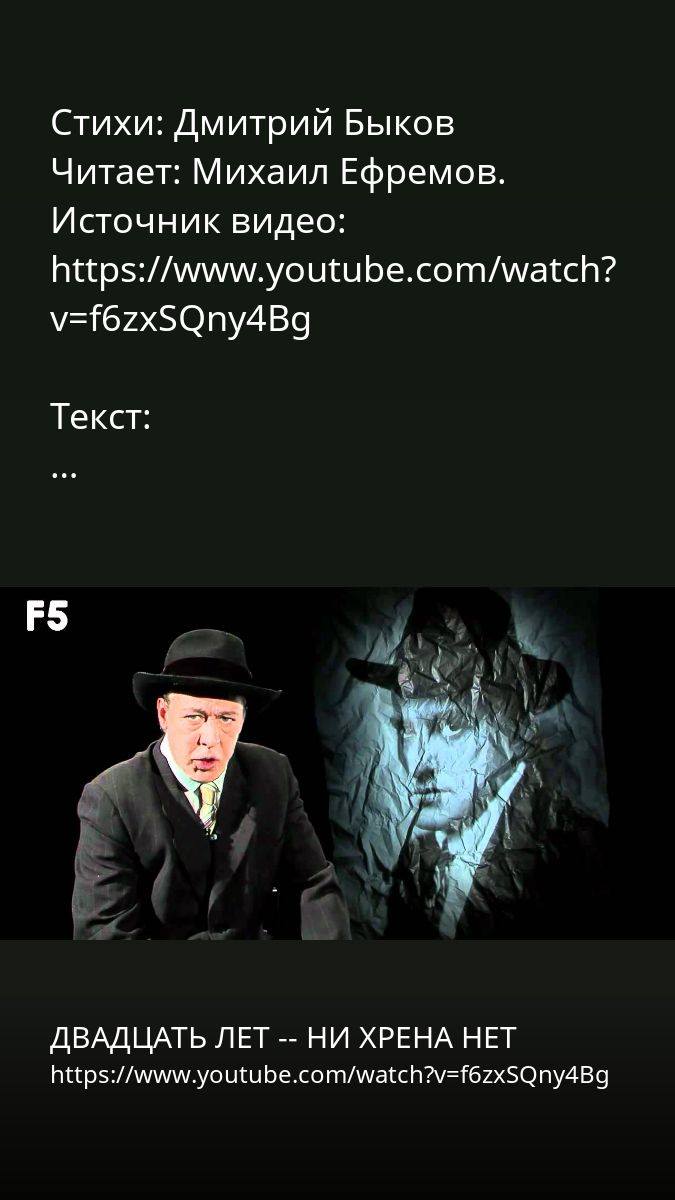 Стихи: Дмитрий Быков
Читает: Михаил Ефремов.
Источник видео:
https://www.youtube.com/watch?
v=f6zxSQny4Bg
Текст:
...
F5
ДВАДЦАТЬ ЛЕТ -- НИ ХРЕНА НЕТ
https://www.youtube.com/watch?v=f6zxSQny4Bg